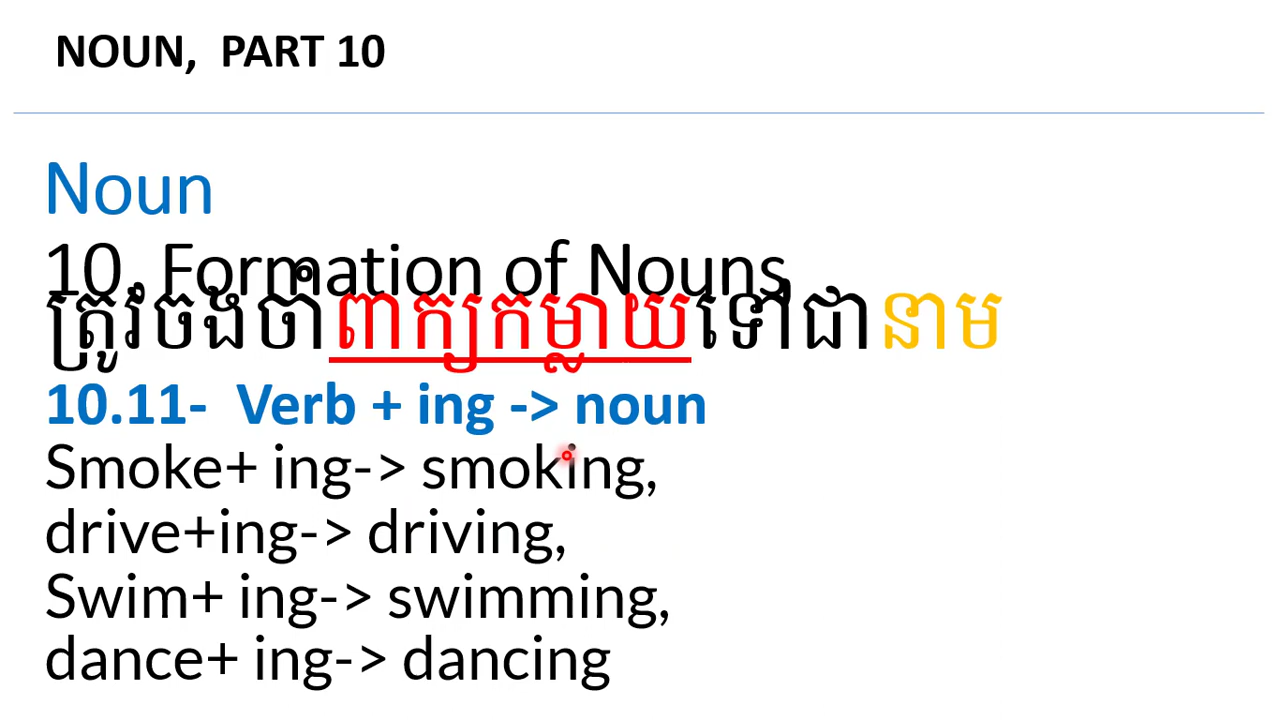 NOUN,  PART 10
Noun
10. Formation of Nouns
ត្រូវចងចាំពាក្យកម្លាយទៅជានាម
10.11-  Verb + ing -> noun
Smoke+ ing-> smoking,
drive+ing-> driving,
Swim+ ing-> swimming,
dance+ ing-> dancing